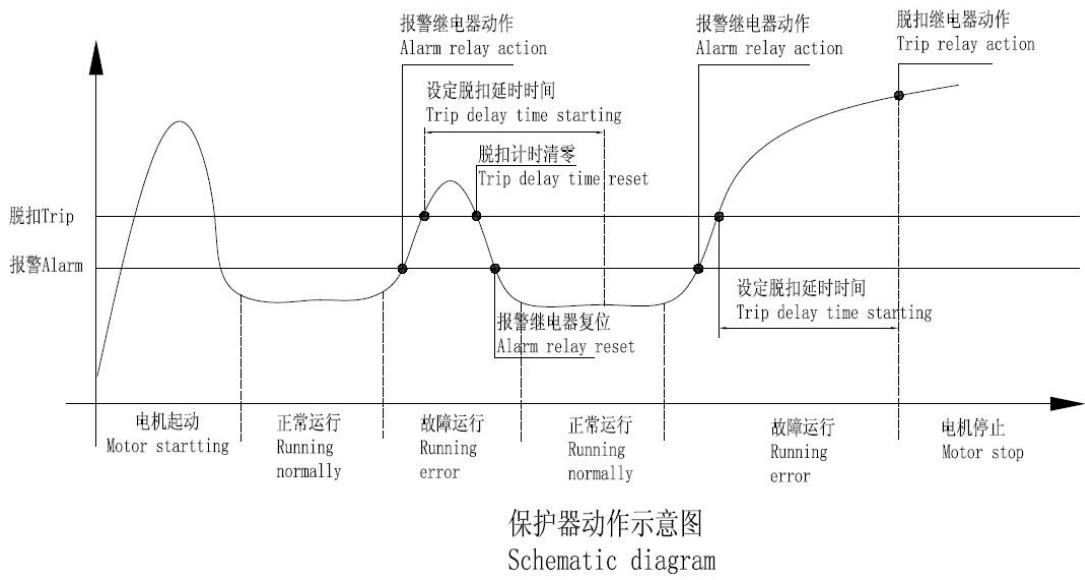 报警继电器动作
Alarm relay action
报警继电器动作
Alarm relay action
脱扣继电器动作
Trip relay action
设定脱扣延时时间
Trip delay time starting
脱扣计时清零
Trip delay time reset
脱扣Trip
报警Alarm
设定脱扣延时时间
Trip delay time starting
报警继电器复位
Alarm relay reset
电机起动
Motor startting
正常运行
Running
normally
故障运行
Running
error
正常运行
Running
normally
故障运行
Running
error
电机停止
Motor stop
保护器动作示意图
Schematic diagram